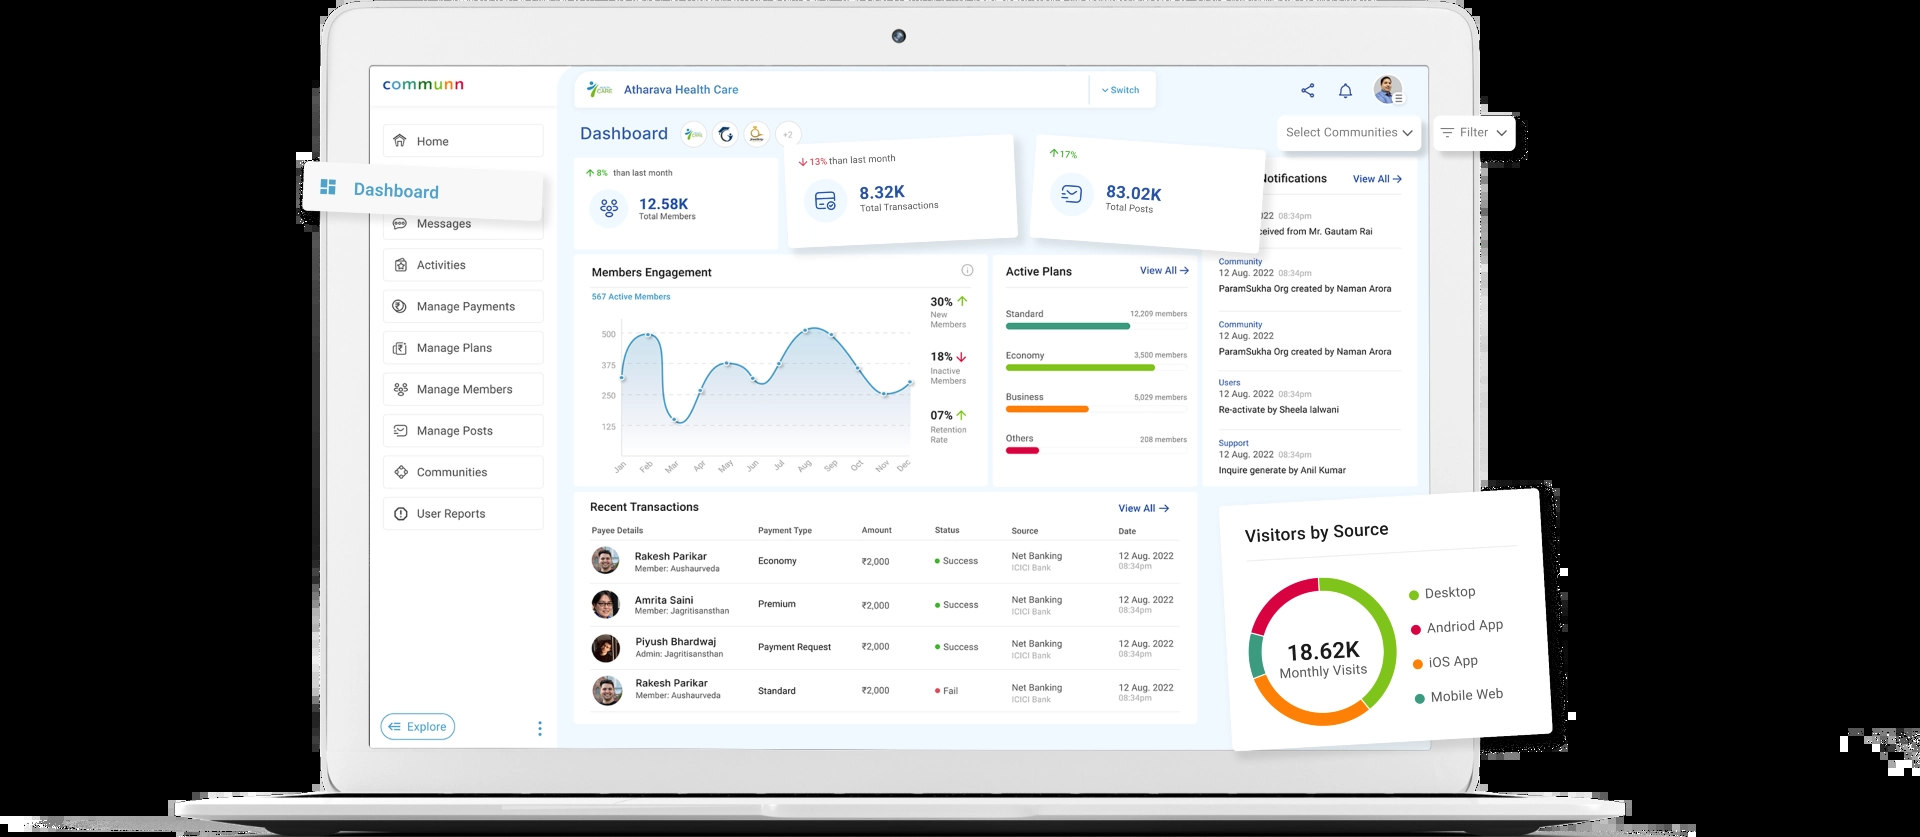 communn
Atharava Health Care
Switch
Home
Dashboard
Messages
Activities
Manage Payments
Manage Plans
Manage Members
Manage Posts
Communities
User Reports
Explore
Dashboard
+2
Select Communities
Filter
8% than last month
12.58K
Total Members
13% than last month
8.32K
Total Transactions
17%
83.02K
Total Posts
Notifications
View All
22 08:34pm
ceived from Mr. Gautam Rai
Community
12 Aug. 2022 08:34pm
ParamSukha Org created by Naman Arora
Community
12 Aug. 2022
ParamSukha Org created by Naman Arora
Users
12 Aug. 2022 08:34pm
Re-activate by Sheela lalwani
Support
12 Aug. 2022 08:34pm
Inquire generate by Anil Kumar
Members Engagement
567 Active Members
500
375
250
125
Jan Feb Mar Apr May Jun Jul Aug Sep Oct Nov Dec
30%
New
Members
18%
Inactive
Members
07%
Retention
Rate
Active Plans
View All
Standard 12,209 members
Economy 3,500 members
Business 5,029 members
Others 208 members
Recent Transactions
View All
Payee Details Payment Type Amount Status Source Date
Rakesh Parikar Economy ₹2,000 Success Net Banking 12 Aug. 2022
Member: Aushaurveda ICICI Bank 08:34pm
Amrita Saini Premium ₹2,000 Success Net Banking 12 Aug. 2022
Member: Jagritisansthan ICICI Bank 08:34pm
Piyush Bhardwaj Payment Request ₹2,000 Success Net Banking 12 Aug. 2022
Admin: Jagritisansthan ICICI Bank 08:34pm
Rakesh Parikar Standard ₹2,000 Fail Net Banking 12 Aug. 2022
Member: Aushaurveda ICICI Bank 08:34pm
Visitors by Source
18.62K
Monthly Visits
Desktop
Andriod App
iOS App
Mobile Web